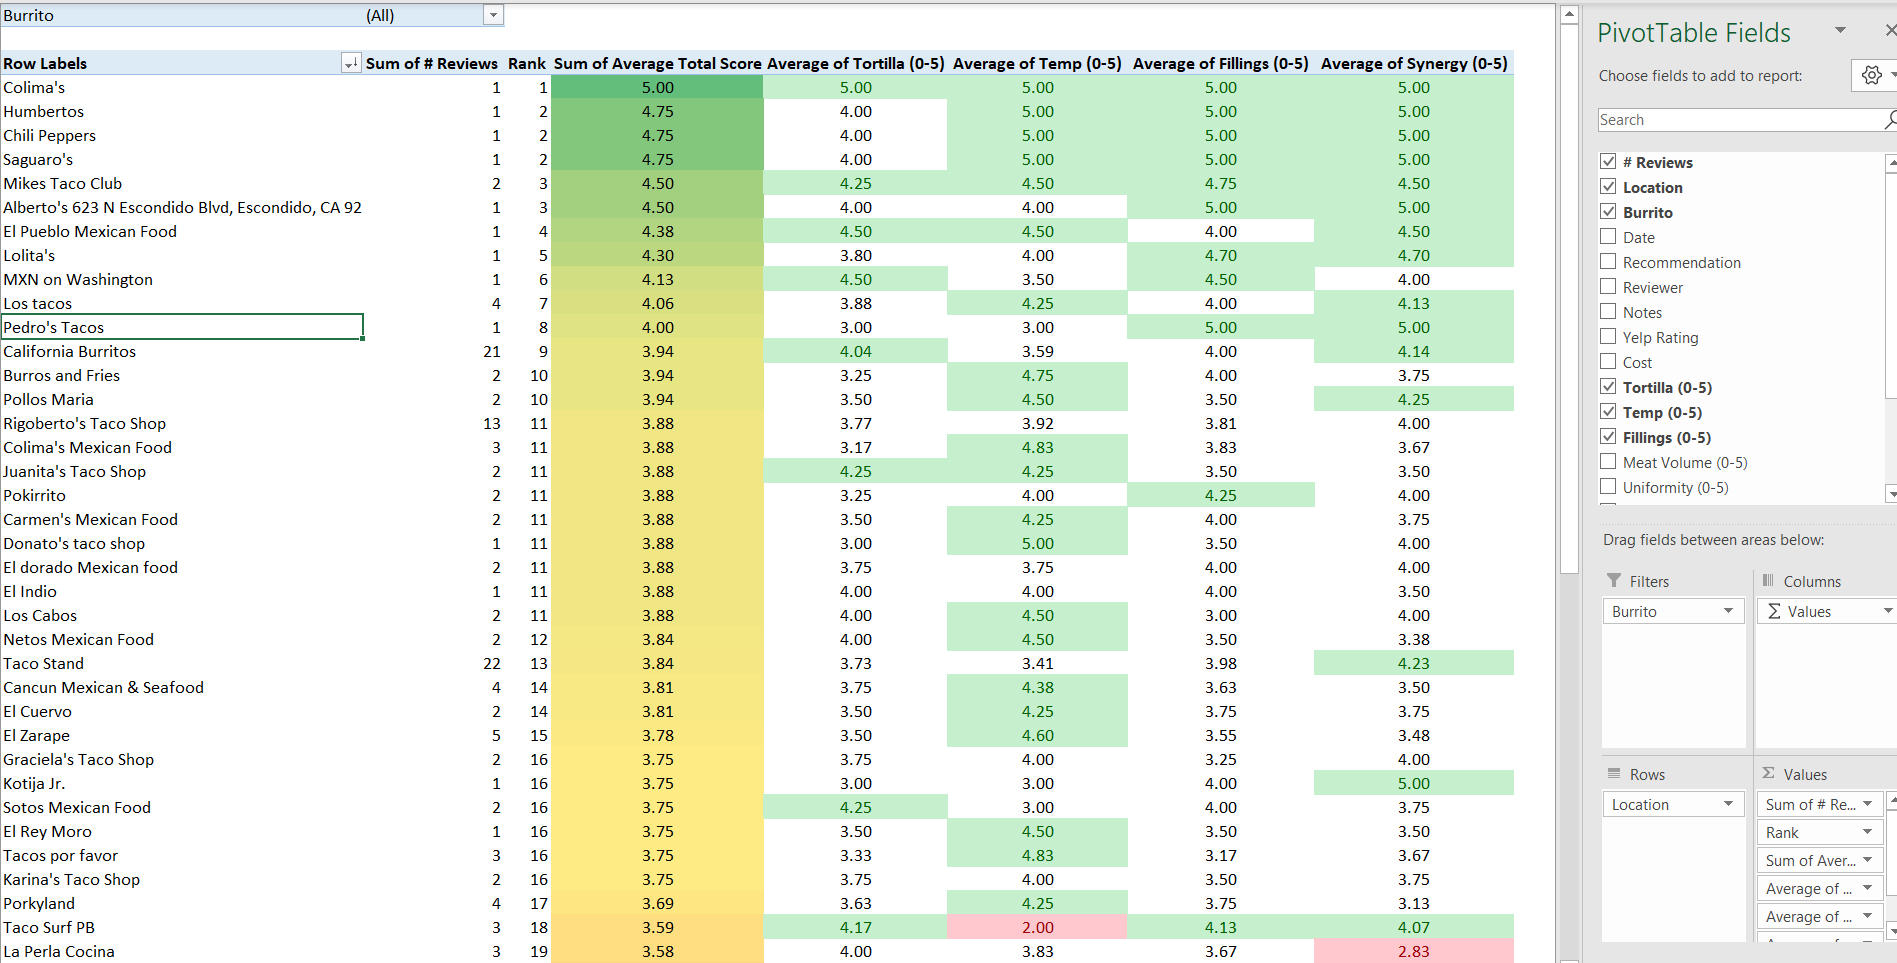 Burrito (All)
Row Labels Sum of # Reviews Rank Sum of Average Total Score Average of Tortilla (0-5) Average of Temp (0-5) Average of Fillings (0-5) Average of Synergy (0-5)
Colima's 1 1 5.00 5.00 5.00 5.00 5.00
Humbertos 1 2 4.75 4.00 5.00 5.00 5.00
Chili Peppers 1 2 4.75 4.00 5.00 5.00 5.00
Saguaro's 1 2 4.75 4.00 5.00 5.00 5.00
Mikes Taco Club 2 3 4.50 4.25 4.50 4.75 4.50
Alberto's 623 N Escondido Blvd, Escondido, CA 92 1 3 4.50 4.00 4.00 5.00 5.00
El Pueblo Mexican Food 1 4 4.38 4.50 4.50 4.00 4.50
Lolita's 1 5 4.30 3.80 4.00 4.70 4.70
MXN on Washington 1 6 4.13 4.50 3.50 4.50 4.00
Los tacos 4 7 4.06 3.88 4.25 4.00 4.13
Pedro's Tacos 1 8 4.00 3.00 3.00 5.00 5.00
California Burritos 21 9 3.94 4.04 3.59 4.00 4.14
Burros and Fries 2 10 3.94 3.25 4.75 4.00 3.75
Pollos Maria 2 10 3.94 3.50 4.50 3.50 4.25
Rigoberto's Taco Shop 13 11 3.88 3.77 3.92 3.81 4.00
Colima's Mexican Food 3 11 3.88 3.17 4.83 3.83 3.67
Juanita's Taco Shop 2 11 3.88 4.25 4.25 3.50 3.50
Pokirrito 2 11 3.88 3.25 4.00 4.25 4.00
Carmen's Mexican Food 2 11 3.88 3.50 4.25 4.00 3.75
Donato's taco shop 1 11 3.88 3.00 5.00 3.50 4.00
El dorado Mexican food 2 11 3.88 3.75 3.75 4.00 4.00
El Indio 1 11 3.88 4.00 4.00 4.00 3.50
Los Cabos 2 11 3.88 4.00 4.50 3.00 4.00
Netos Mexican Food 2 12 3.84 4.00 4.50 3.50 3.38
Taco Stand 22 13 3.84 3.73 3.41 3.98 4.23
Cancun Mexican & Seafood 4 14 3.81 3.75 4.38 3.63 3.50
El Cuervo 2 14 3.81 3.50 4.25 3.75 3.75
El Zarape 5 15 3.78 3.50 4.60 3.55 3.48
Graciela's Taco Shop 2 16 3.75 3.75 4.00 3.25 4.00
Kotija Jr. 1 16 3.75 3.00 3.00 4.00 5.00
Sotos Mexican Food 2 16 3.75 4.25 3.00 4.00 3.75
El Rey Moro 1 16 3.75 3.50 4.50 3.50 3.50
Tacos por favor 3 16 3.75 3.33 4.83 3.17 3.67
Karina's Taco Shop 2 16 3.75 3.75 4.00 3.50 3.75
Porkyland 4 17 3.69 3.63 4.25 3.75 3.13
Taco Surf PB 3 18 3.59 4.17 2.00 4.13 4.07
La Perla Cocina 3 19 3.58 4.00 3.83 3.67 2.83
PivotTable Fields
Choose fields to add to report:
Search
# Reviews
Location
Burrito
Date
Recommendation
Reviewer
Notes
Yelp Rating
Cost
Tortilla (0-5)
Temp (0-5)
Fillings (0-5)
Meat Volume (0-5)
Uniformity (0-5)
Drag fields between areas below:
Filters
Burrito
Columns
Σ Values
Rows
Location
Σ Values
Sum of # Re...
Rank
Sum of Aver...
Average of ...
Average of ...